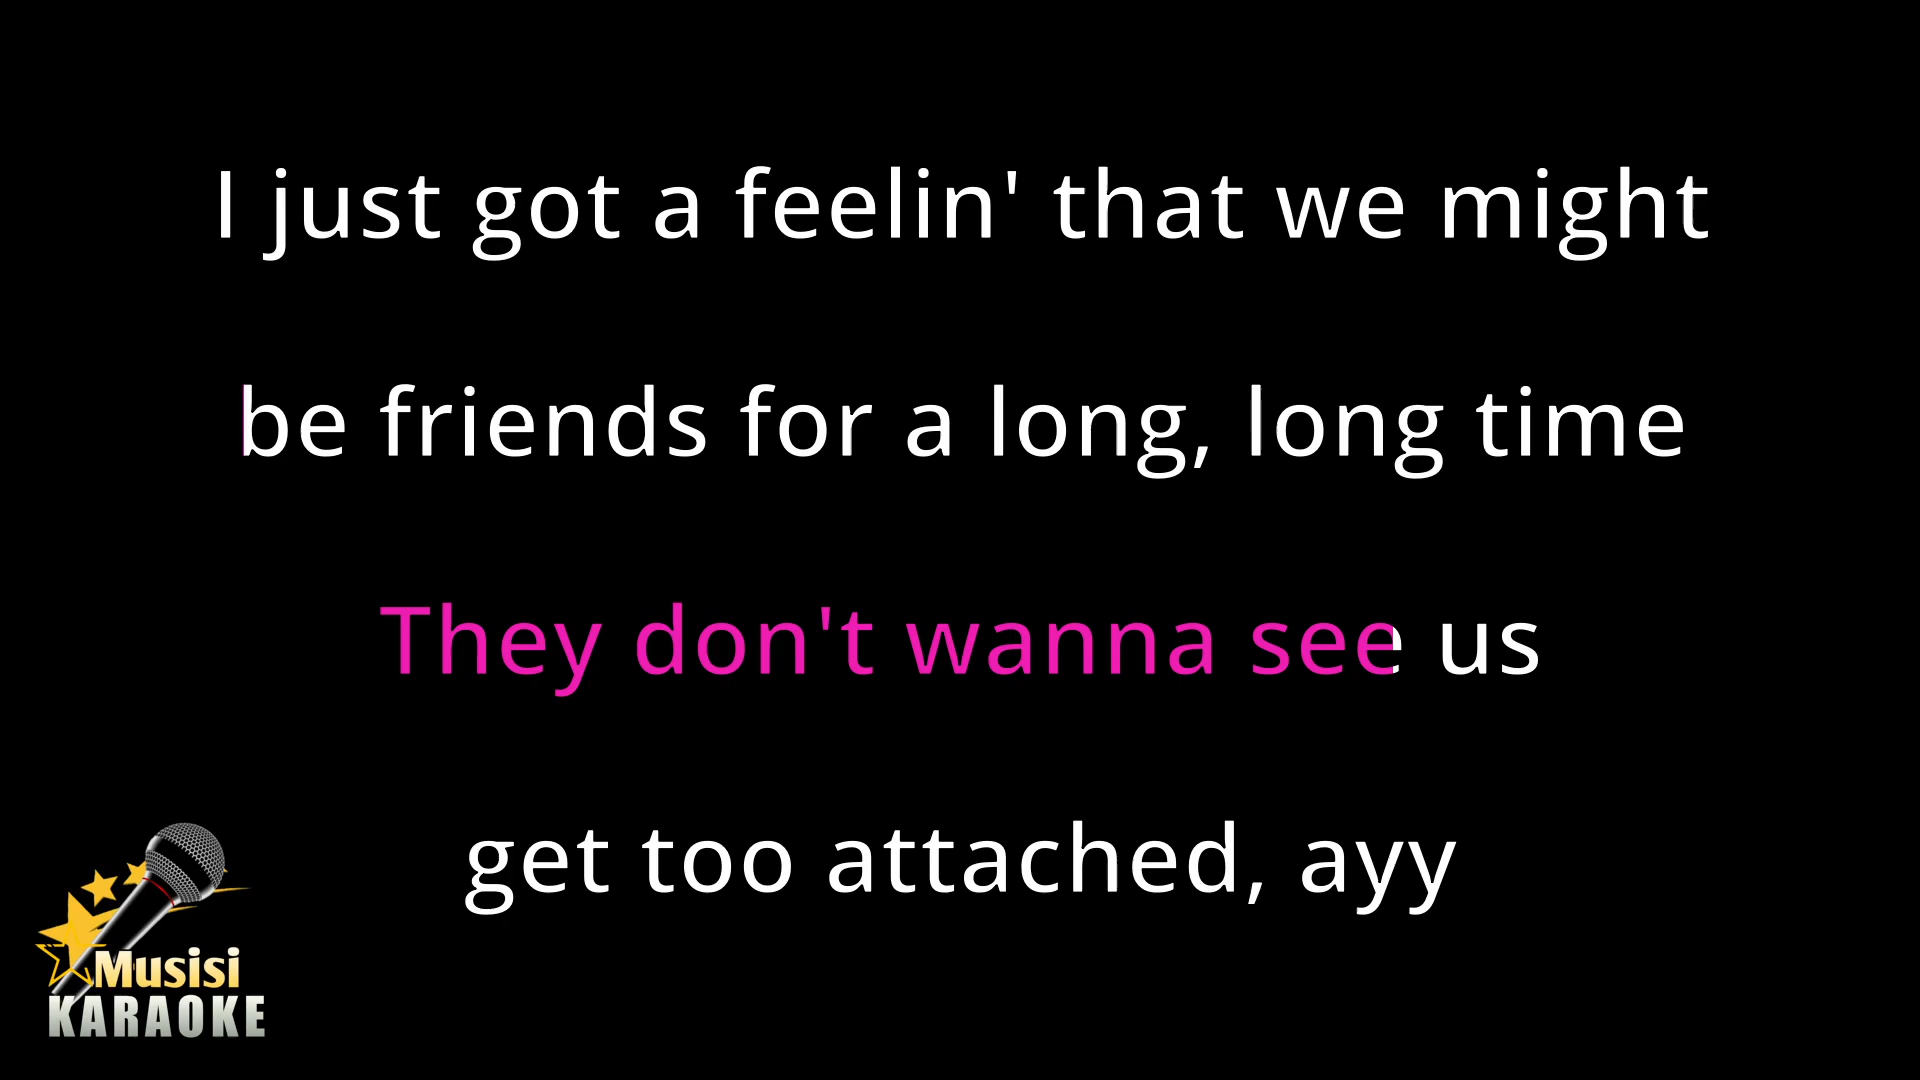 I just got a feelin' that we might
be friends for a long, long time
They don't wanna see us
get too attached, ayy
Musisi
KARAOKE